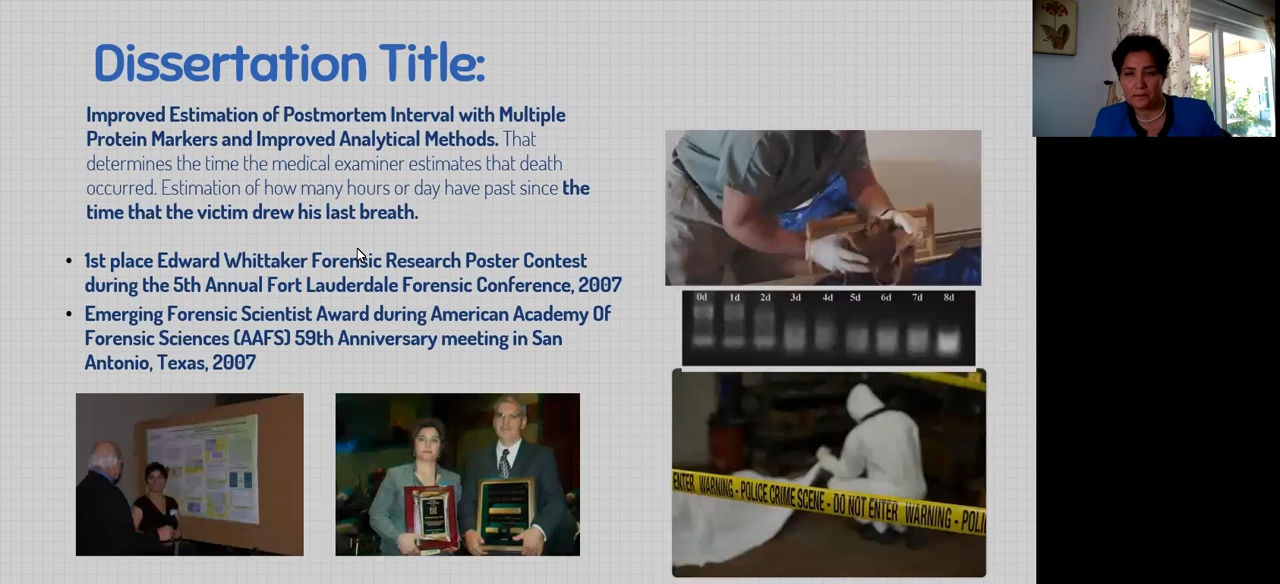 Dissertation Title:
Improved Estimation of Postmortem Interval with Multiple
Protein Markers and Improved Analytical Methods. That
determines the time the medical examiner estimates that death
occurred. Estimation of how many hours or day have past since the
time that the victim drew his last breath.
• 1st place Edward Whittaker Forensic Research Poster Contest
during the 5th Annual Fort Lauderdale Forensic Conference, 2007
• Emerging Forensic Scientist Award during American Academy Of
Forensic Sciences (AAFS) 59th Anniversary meeting in San
Antonio, Texas, 2007
0d 1d 2d 3d 4d 5d 6d 7d 8d
ENTER WARNING - POLICE CRIME SCENE - DO NOT ENTER WARNING - POLI